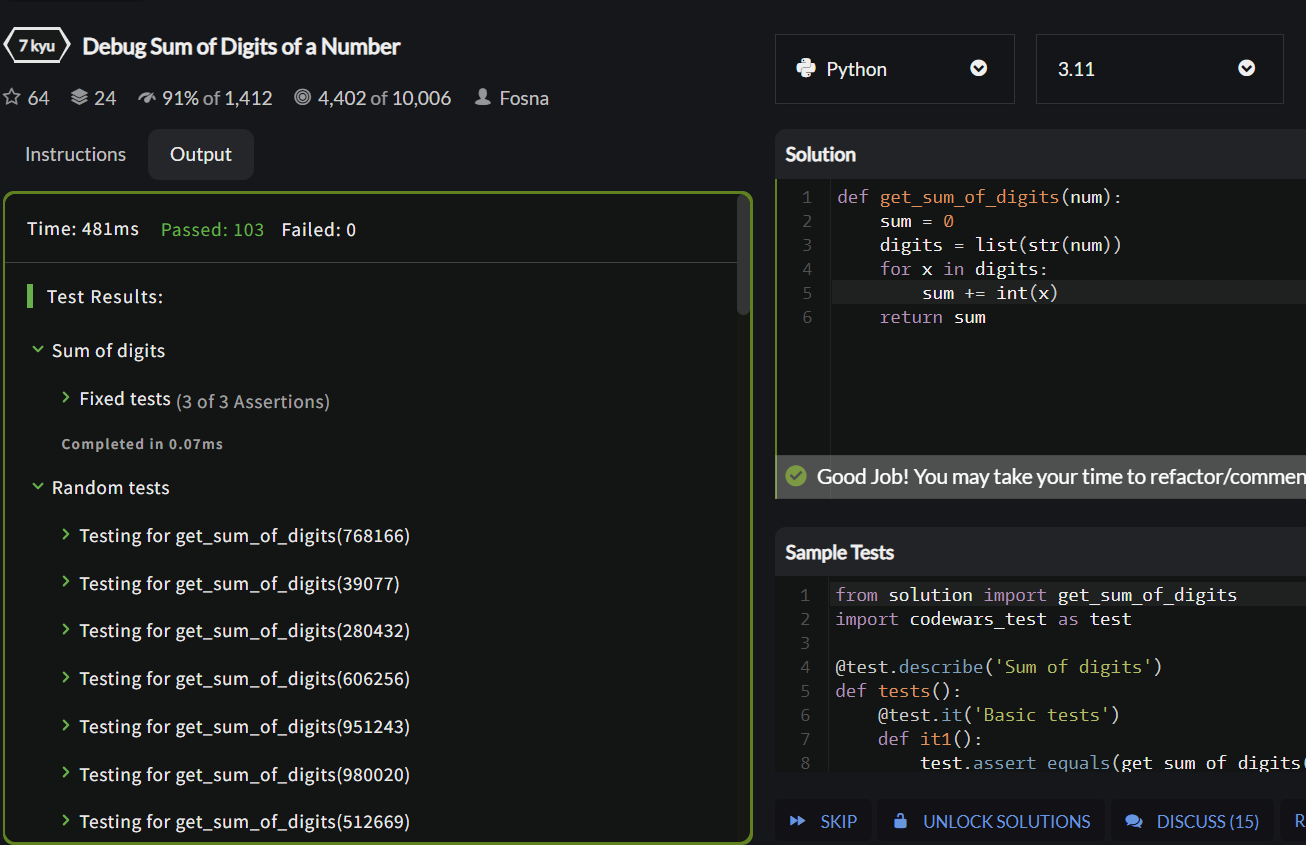 7 kyu Debug Sum of Digits of a Number
64 24 91% of 1,412 4,402 of 10,006 Fosna
Instructions Output
Time: 481ms Passed: 103 Failed: 0
Test Results:
Sum of digits
Fixed tests (3 of 3 Assertions)
Completed in 0.07ms
Random tests
Testing for get_sum_of_digits(768166)
Testing for get_sum_of_digits(39077)
Testing for get_sum_of_digits(280432)
Testing for get_sum_of_digits(606256)
Testing for get_sum_of_digits(951243)
Testing for get_sum_of_digits(980020)
Testing for get_sum_of_digits(512669)
Python 3.11
Solution
1 def get_sum_of_digits(num):
2     sum = 0
3     digits = list(str(num))
4     for x in digits:
5         sum += int(x)
6     return sum
Good Job! You may take your time to refactor/commen
Sample Tests
1 from solution import get_sum_of_digits
2 import codewars_test as test
3
4 @test.describe('Sum of digits')
5 def tests():
6     @test.it('Basic tests')
7     def it1():
8         test.assert_equals(get_sum_of_digits(
SKIP UNLOCK SOLUTIONS DISCUSS (15) R